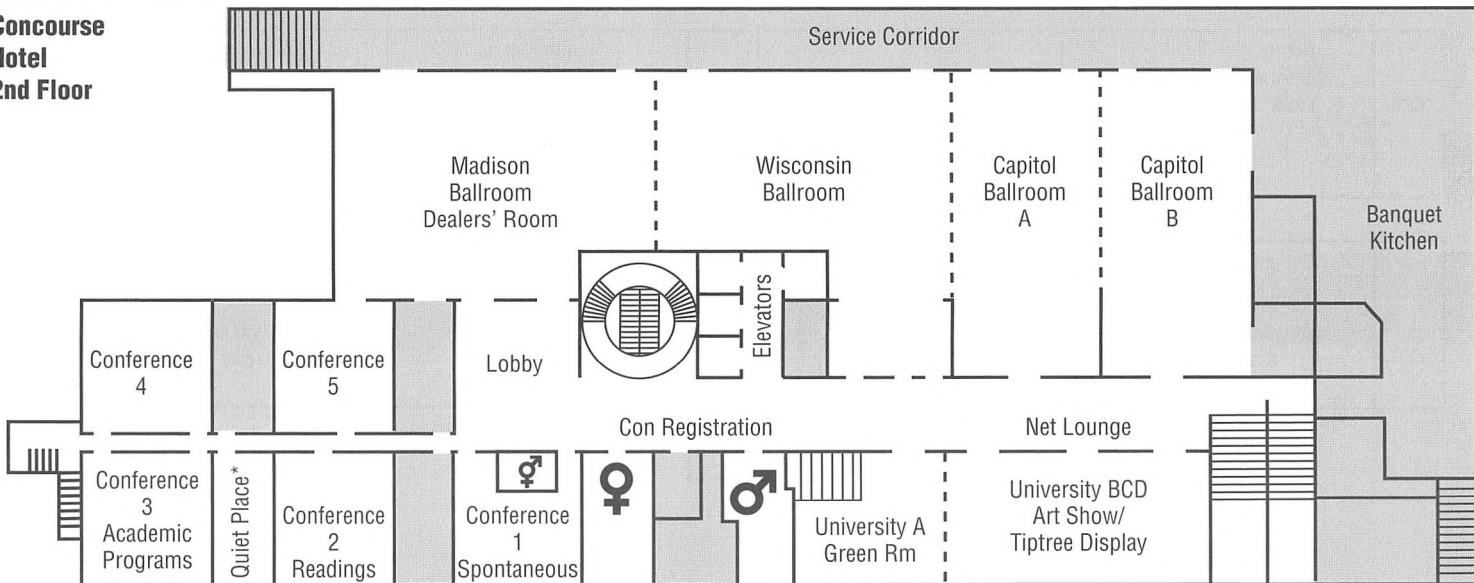 Concourse
Hotel
2nd Floor
Service Corridor
Madison
Ballroom
Dealers' Room
Wisconsin
Ballroom
Capitol
Ballroom
A
Capitol
Ballroom
B
Banquet
Kitchen
Conference
4
Conference
5
Lobby
Elevators
Con Registration
Net Lounge
Conference
3
Academic
Programs
Quiet Place*
Conference
2
Readings
Conference
1
Spontaneous
University A
Green Rm
University BCD
Art Show/
Tiptree Display